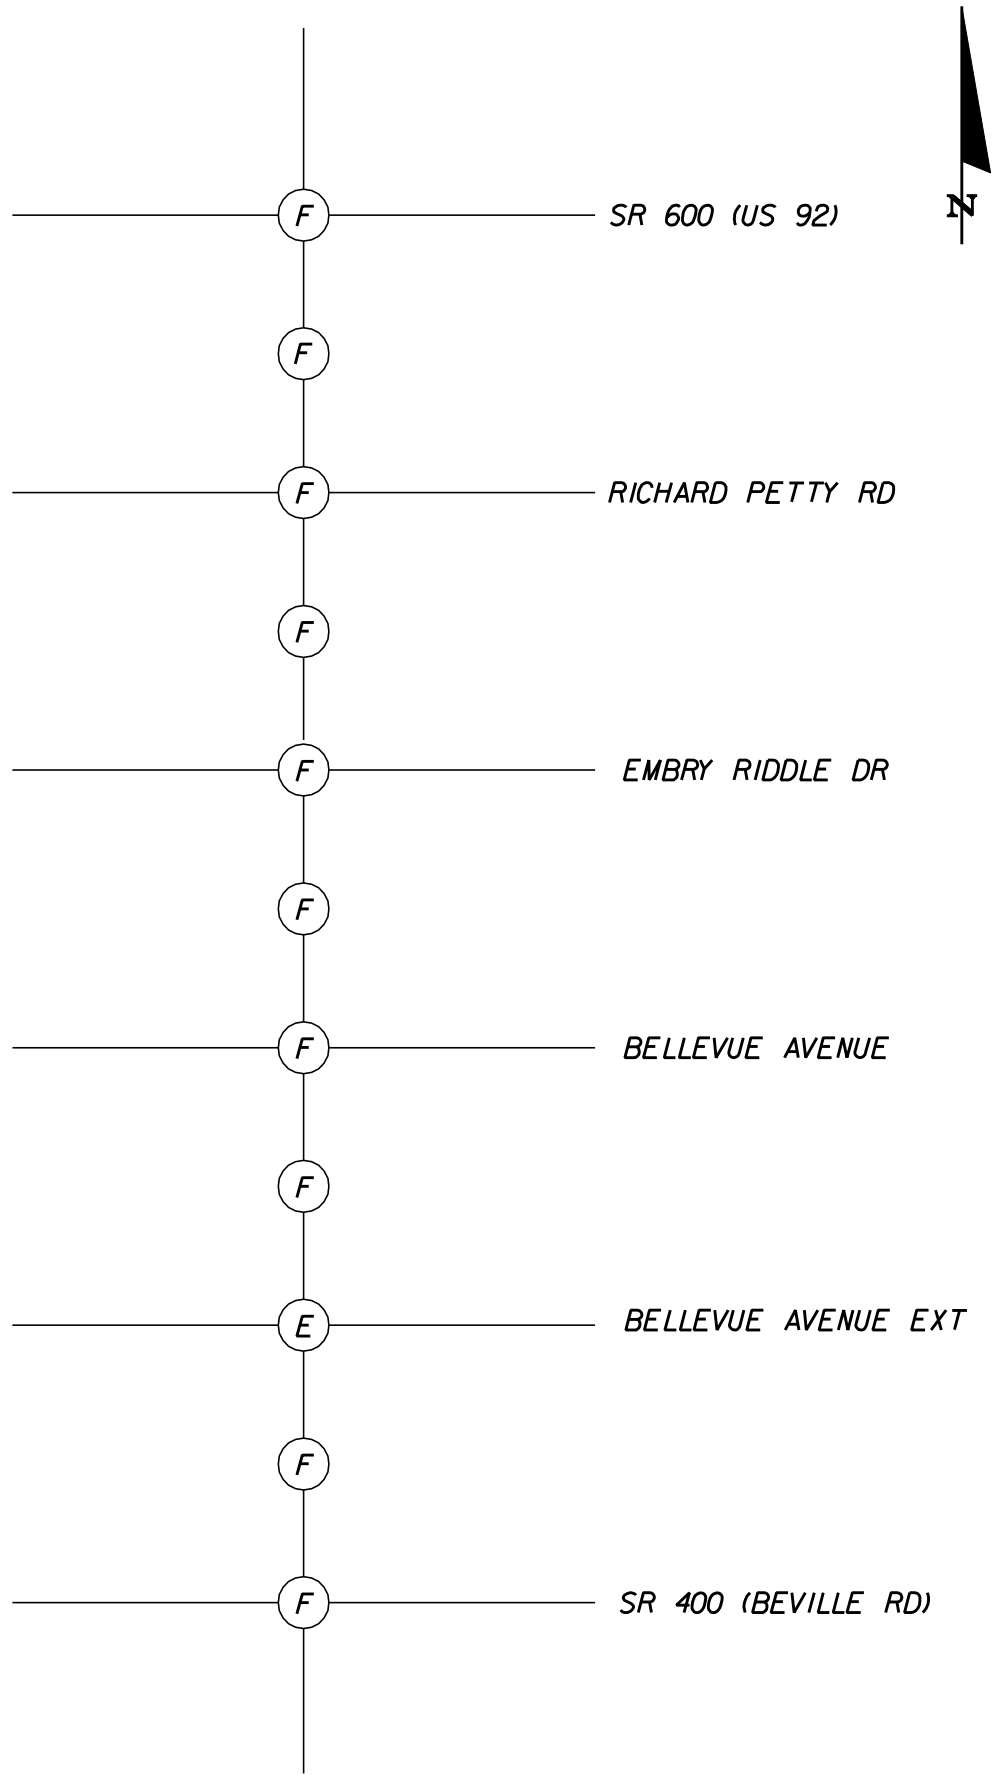 N
F SR 600 (US 92)
F
F RICHARD PETTY RD
F
F EMBRY RIDDLE DR
F
F BELLEVUE AVENUE
F
E BELLEVUE AVENUE EXT
F
F SR 400 (BEVILLE RD)